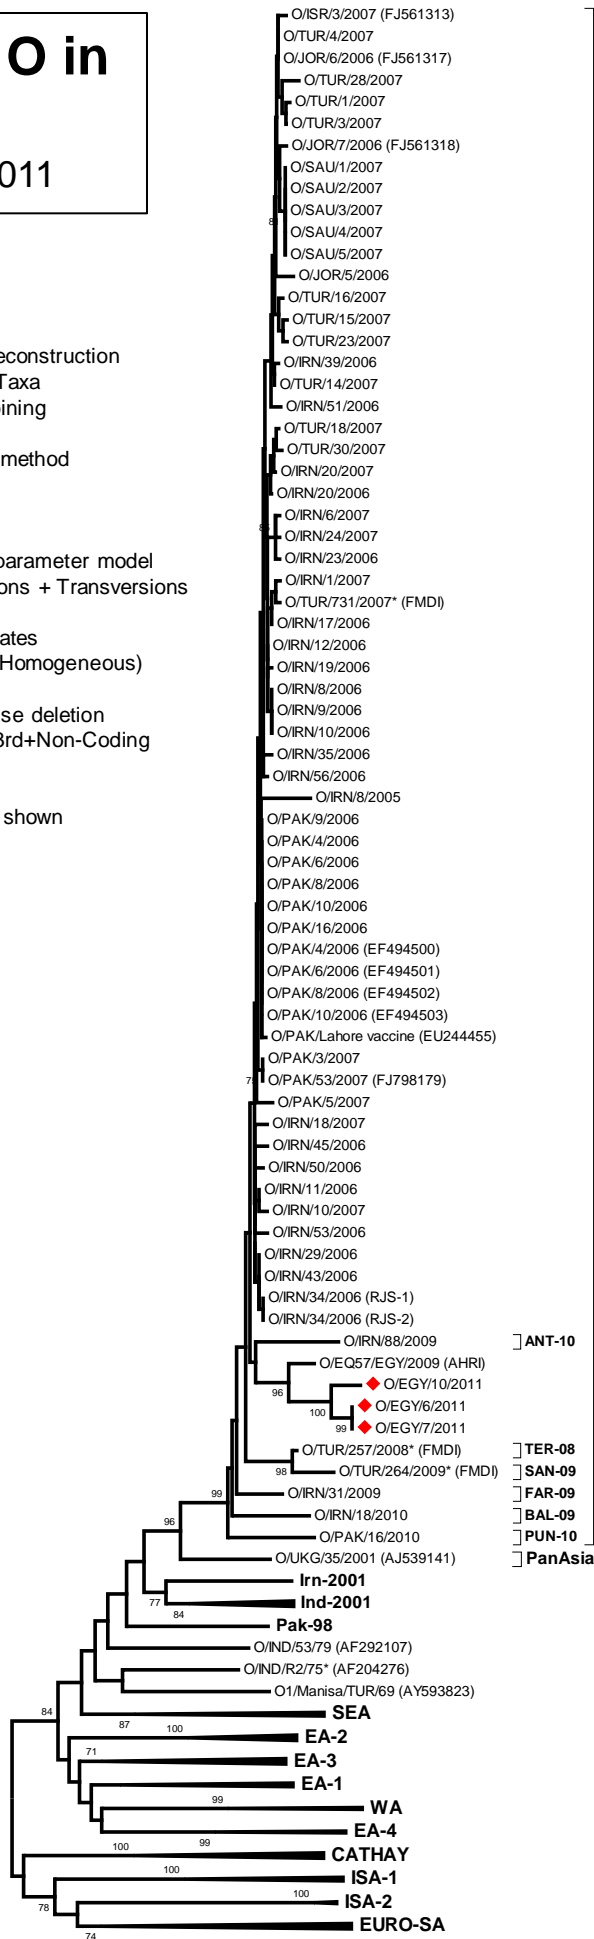 O in
011
econstruction
Taxa
ining
method
parameter model
ons + Transversions
ates
Homogeneous)
se deletion
3rd+Non-Coding
shown
O/ISR/3/2007 (FJ561313)
O/TUR/4/2007
O/JOR/6/2006 (FJ561317)
O/TUR/28/2007
O/TUR/1/2007
O/TUR/3/2007
O/JOR/7/2006 (FJ561318)
O/SAU/1/2007
O/SAU/2/2007
O/SAU/3/2007
O/SAU/4/2007
O/SAU/5/2007
O/JOR/5/2006
O/TUR/16/2007
O/TUR/15/2007
O/TUR/23/2007
O/IRN/39/2006
O/TUR/14/2007
O/IRN/51/2006
O/TUR/18/2007
O/TUR/30/2007
O/IRN/20/2007
O/IRN/20/2006
O/IRN/6/2007
O/IRN/24/2007
O/IRN/23/2006
O/IRN/1/2007
O/TUR/731/2007* (FMDI)
O/IRN/17/2006
O/IRN/12/2006
O/IRN/19/2006
O/IRN/8/2006
O/IRN/9/2006
O/IRN/10/2006
O/IRN/35/2006
O/IRN/56/2006
O/IRN/8/2005
O/PAK/9/2006
O/PAK/4/2006
O/PAK/6/2006
O/PAK/8/2006
O/PAK/10/2006
O/PAK/16/2006
O/PAK/4/2006 (EF494500)
O/PAK/6/2006 (EF494501)
O/PAK/8/2006 (EF494502)
O/PAK/10/2006 (EF494503)
O/PAK/Lahore vaccine (EU244455)
O/PAK/3/2007
O/PAK/53/2007 (FJ798179)
O/PAK/5/2007
O/IRN/18/2007
O/IRN/45/2006
O/IRN/50/2006
O/IRN/11/2006
O/IRN/10/2007
O/IRN/53/2006
O/IRN/29/2006
O/IRN/43/2006
O/IRN/34/2006 (RJS-1)
O/IRN/34/2006 (RJS-2)
O/IRN/88/2009 ANT-10
O/EQ57/EGY/2009 (AHRI)
O/EGY/10/2011
96
O/EGY/6/2011
100
O/EGY/7/2011
99
O/TUR/257/2008* (FMDI) TER-08
O/TUR/264/2009* (FMDI) SAN-09
98
O/IRN/31/2009 FAR-09
99
O/IRN/18/2010 BAL-09
96
O/PAK/16/2010 PUN-10
O/UKG/35/2001 (AJ539141) PanAsia
Irn-2001
77
Ind-2001
84
Pak-98
O/IND/53/79 (AF292107)
O/IND/R2/75* (AF204276)
O1/Manisa/TUR/69 (AY593823)
84
SEA
87
100
EA-2
71
EA-3
EA-1
99
WA
EA-4
99
100
CATHAY
100
ISA-1
100
ISA-2
78
EURO-SA
74